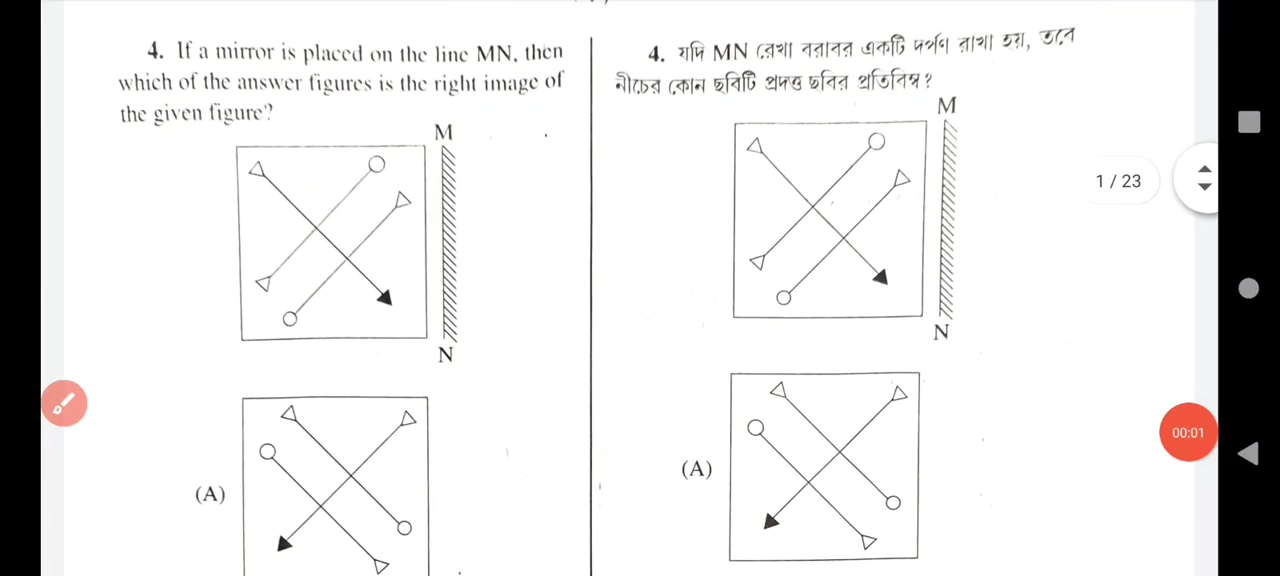 4. If a mirror is placed on the line MN, then
which of the answer figures is the right image of
the given figure?
M
N
(A)
4. যদি MN রেখা বরাবর একটি দর্পণ রাখা হয়, তবে
নীচের কোন ছবিটি প্রদত্ত ছবির প্রতিবিম্ব?
M
N
(A)
1 / 23
00:01